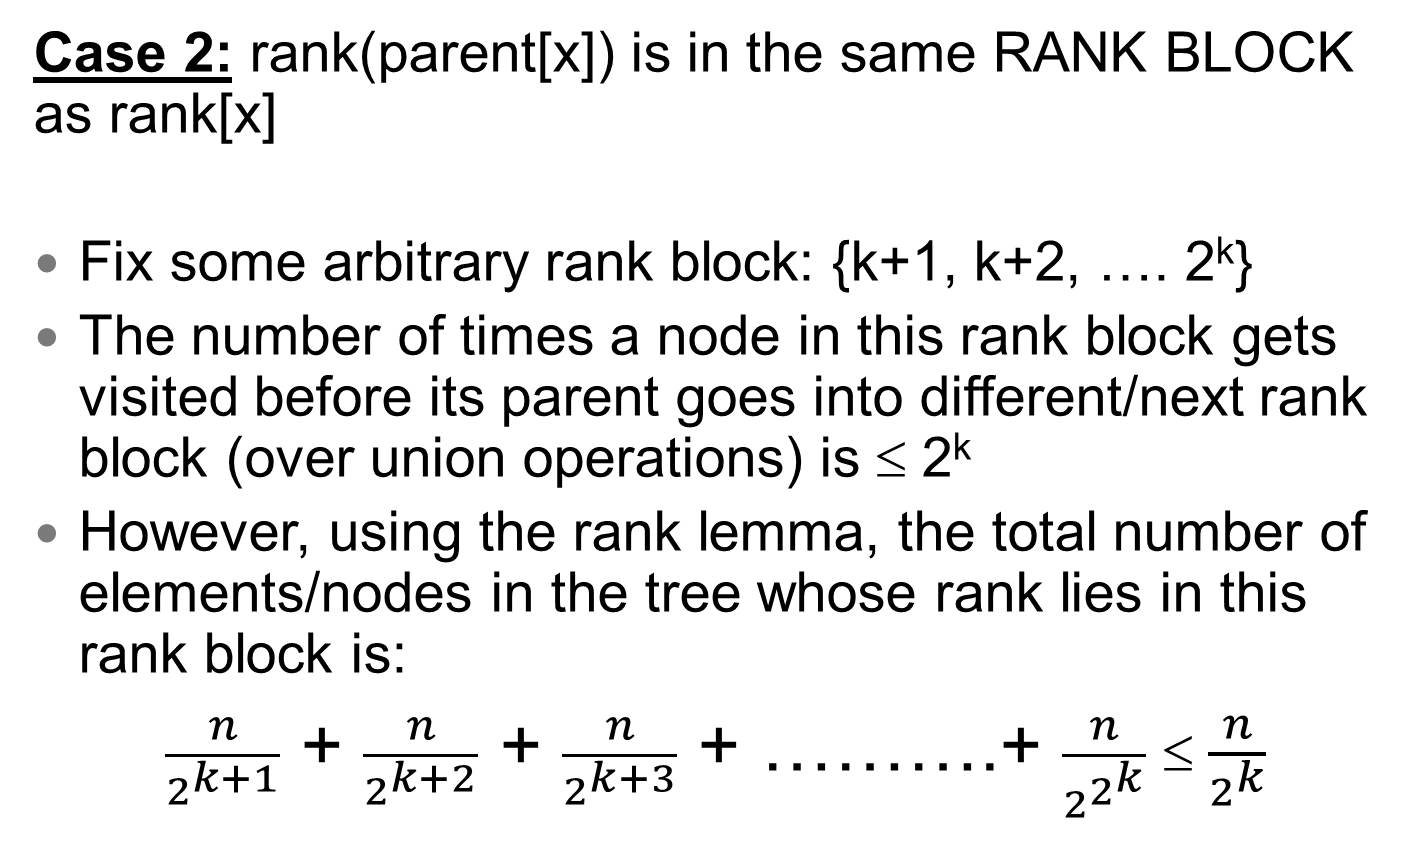 Case 2: rank(parent[x]) is in the same RANK BLOCK
as rank[x]
• Fix some arbitrary rank block: {k+1, k+2, …. 2^k}
• The number of times a node in this rank block gets
visited before its parent goes into different/next rank
block (over union operations) is ≤ 2^k
• However, using the rank lemma, the total number of
elements/nodes in the tree whose rank lies in this
rank block is:
n/2^{k+1} + n/2^{k+2} + n/2^{k+3} + ……….+ n/2^{2^k} ≤ n/2^k